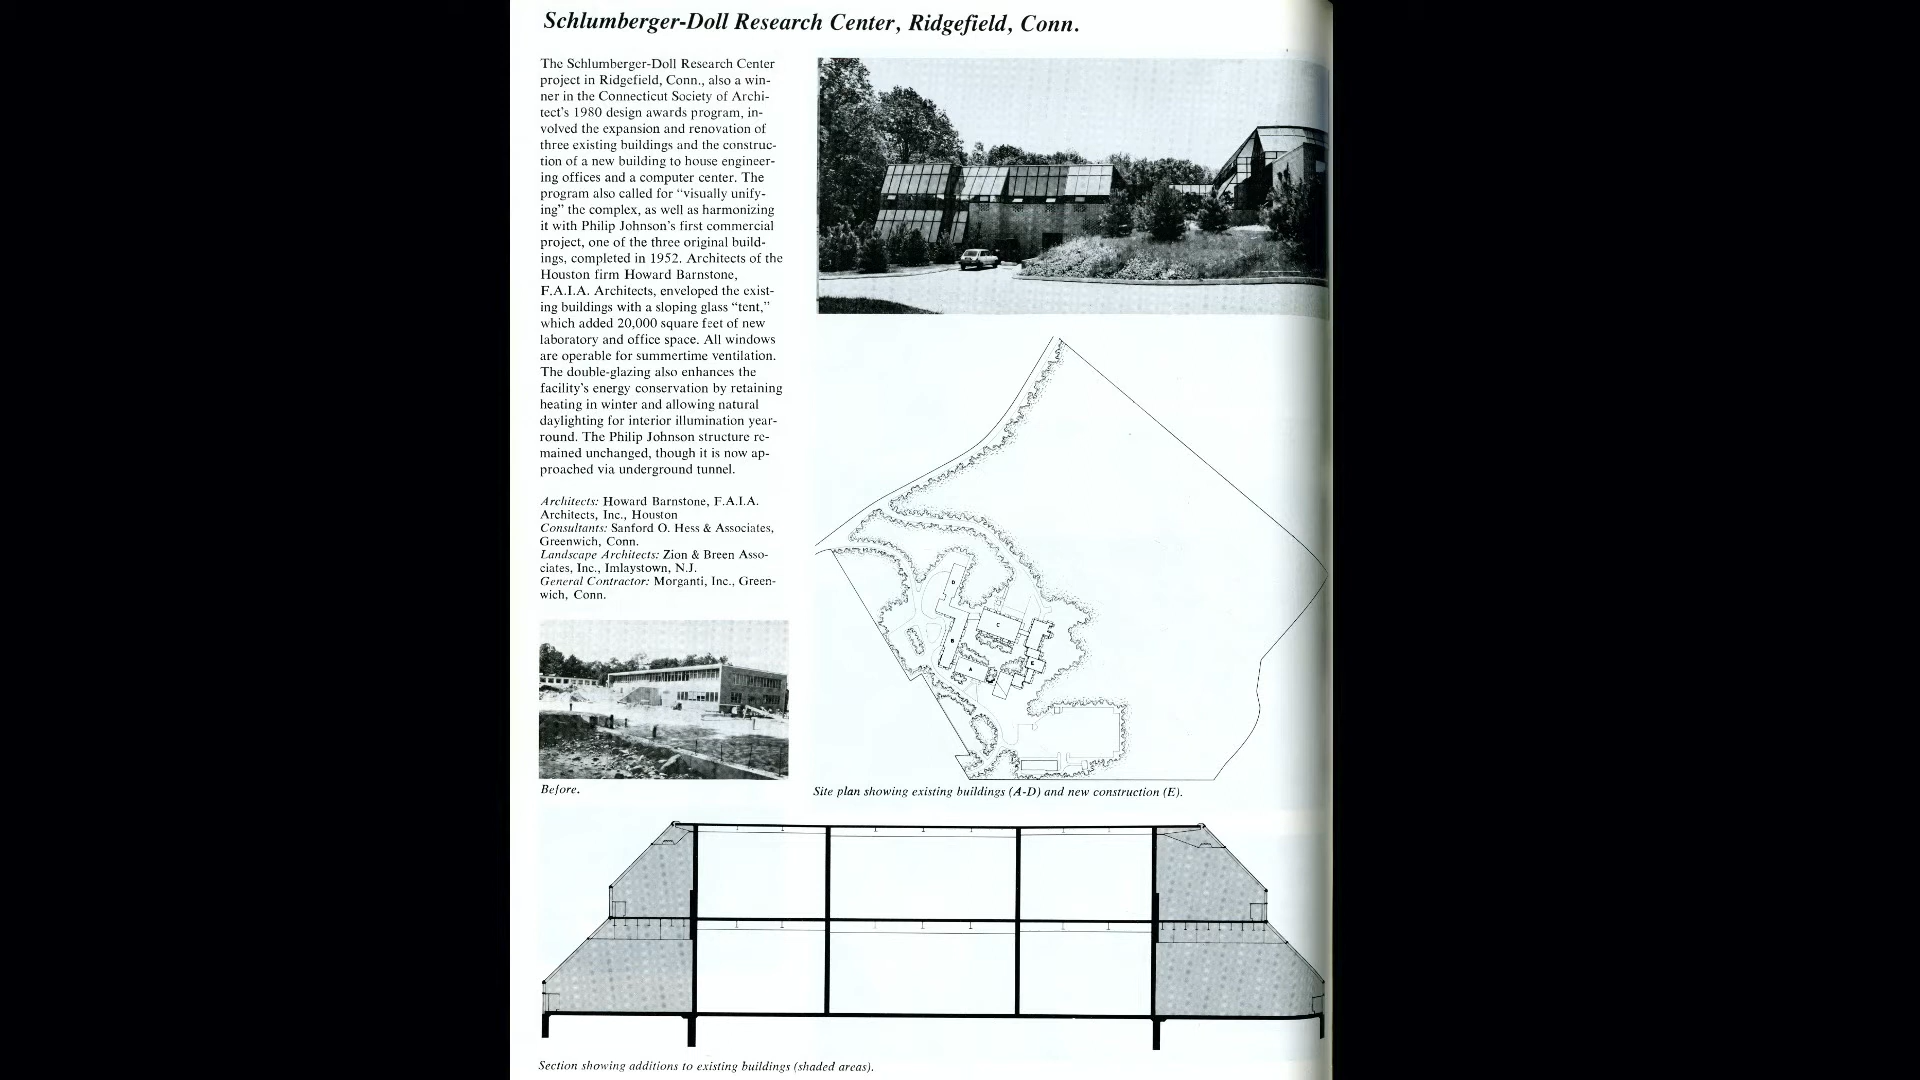 Schlumberger-Doll Research Center, Ridgefield, Conn.
The Schlumberger-Doll Research Center
project in Ridgefield, Conn., also a win-
ner in the Connecticut Society of Archi-
tect's 1980 design awards program, in-
volved the expansion and renovation of
three existing buildings and the construc-
tion of a new building to house engineer-
ing offices and a computer center. The
program also called for “visually unify-
ing” the complex, as well as harmonizing
it with Philip Johnson's first commercial
project, one of the three original build-
ings, completed in 1952. Architects of the
Houston firm Howard Barnstone,
F.A.I.A. Architects, enveloped the exist-
ing buildings with a sloping glass “tent,”
which added 20,000 square feet of new
laboratory and office space. All windows
are operable for summertime ventilation.
The double-glazing also enhances the
facility's energy conservation by retaining
heating in winter and allowing natural
daylighting for interior illumination year-
round. The Philip Johnson structure re-
mained unchanged, though it is now ap-
proached via underground tunnel.
Architects: Howard Barnstone, F.A.I.A.
Architects, Inc., Houston
Consultants: Sanford O. Hess & Associates,
Greenwich, Conn.
Landscape Architects: Zion & Breen Asso-
ciates, Inc., Imlaystown, N.J.
General Contractor: Morganti, Inc., Green-
wich, Conn.
Before.
D
C
B
E
A
Site plan showing existing buildings (A-D) and new construction (E).
Section showing additions to existing buildings (shaded areas).